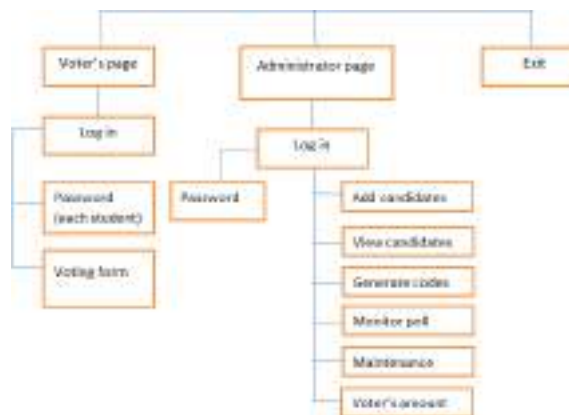 Voter's page
Administrator page
Exit
Log in
Log in
Password
(each student)
Password
Voting form
Add candidates
View candidates
Generate codes
Monitor poll
Maintenance
Voter's amount